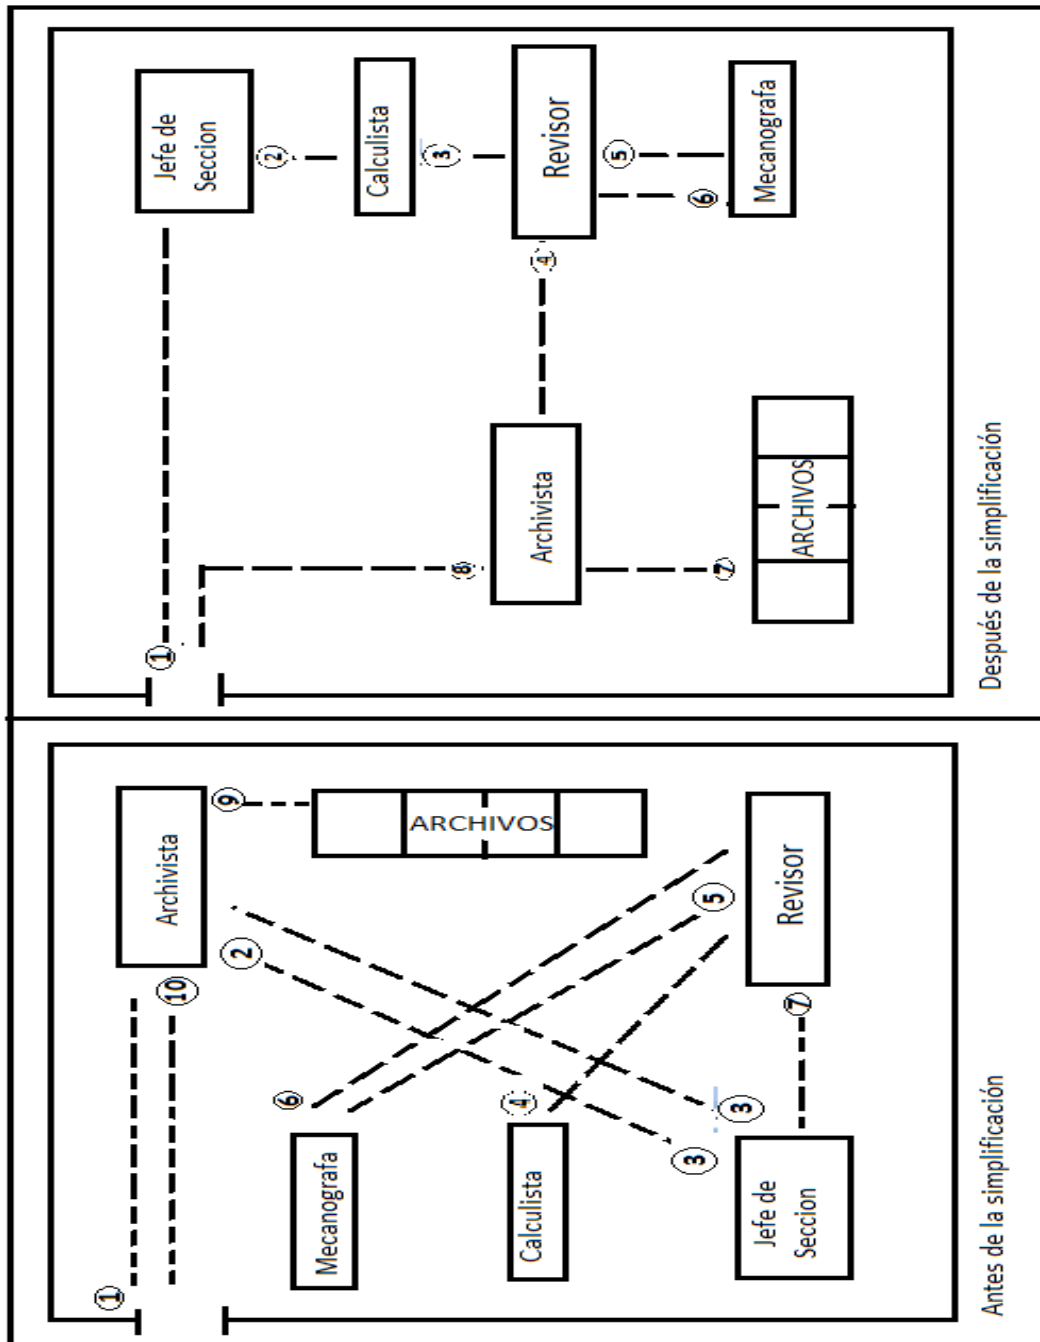 Archivista
10
1
2
9
ARCHIVOS
Mecanografa
6
Calculista
4
5
Revisor
3
3
7
Jefe de
Seccion
Antes de la simplificación
1
Jefe de
Seccion
2
Calculista
3
Revisor
4
5
6
Mecanografa
8
Archivista
7
ARCHIVOS
Después de la simplificación